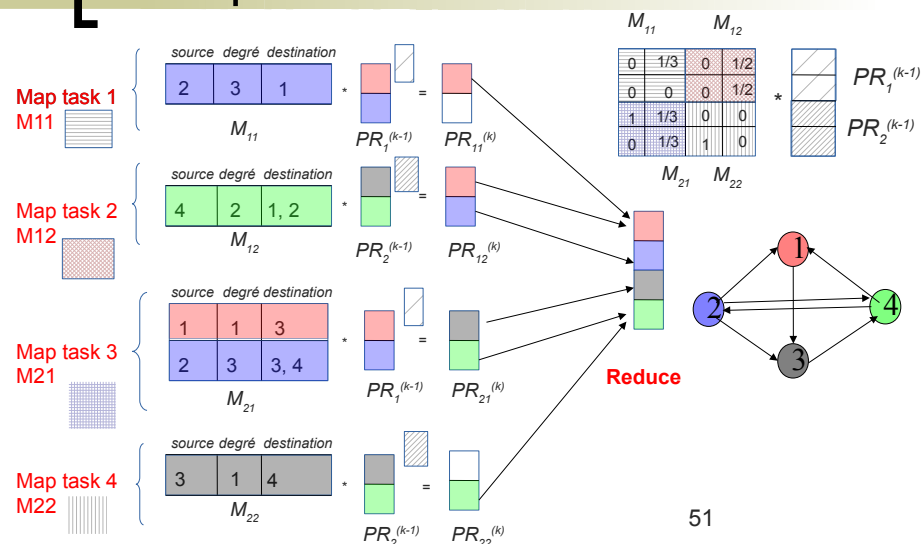 source degré destination
Map task 1
M11
2 3 1
* =
M11
PR1(k-1)
PR11(k)
source degré destination
Map task 2
M12
4 2 1, 2
* =
M12
PR2(k-1)
PR12(k)
source degré destination
1 1 3
2 3 3, 4
Map task 3
M21
* =
M21
PR1(k-1)
PR21(k)
source degré destination
Map task 4
M22
3 1 4
* =
M22
PR2(k-1)
PR22(k)
Reduce
M11 M12
0 1/3 0 1/2
0 0 0 1/2
1 1/3 0 0
0 1/3 1 0
*
PR1(k-1)
PR2(k-1)
M21 M22
1
2 4
3
51